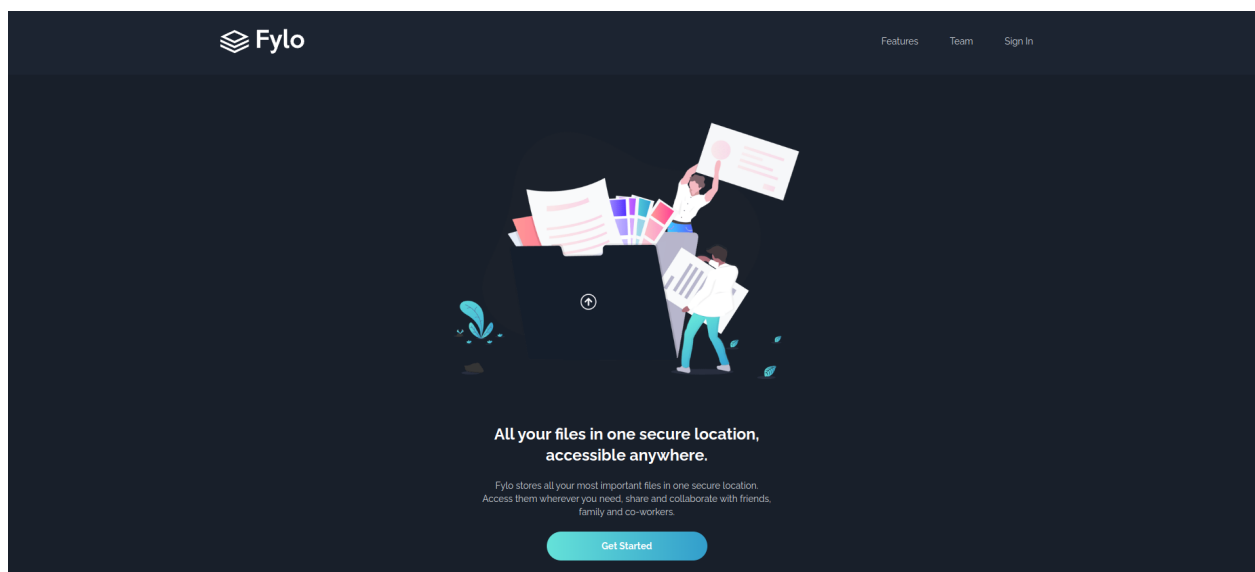 Fylo
Features
Team
Sign In
All your files in one secure location,
accessible anywhere.
Fylo stores all your most important files in one secure location.
Access them wherever you need, share and collaborate with friends,
family and co-workers.
Get Started